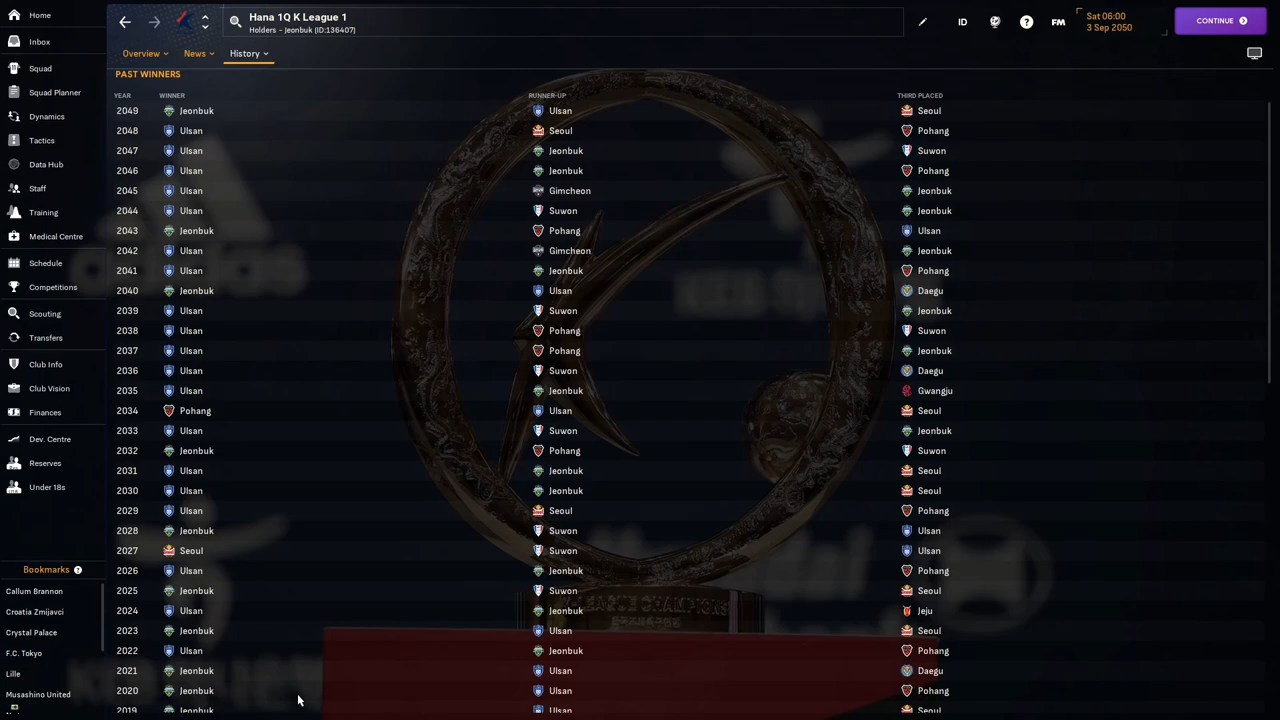 Home
Inbox
Squad
Squad Planner
Dynamics
Tactics
Data Hub
Staff
Training
Medical Centre
Schedule
Competitions
Scouting
Transfers
Club Info
Club Vision
Finances
Dev. Centre
Reserves
Under 18s
Bookmarks ?
Callum Brannon
Croatia Zmijavci
Crystal Palace
F.C. Tokyo
Lille
Musashino United
Hana 1Q K League 1
Holders - Jeonbuk (ID:136407)
ID ? FM
Sat 06:00
3 Sep 2050
CONTINUE
Overview News History
PAST WINNERS
YEAR WINNER RUNNER-UP THIRD PLACED
2049 Jeonbuk Ulsan Seoul
2048 Ulsan Seoul Pohang
2047 Ulsan Jeonbuk Suwon
2046 Ulsan Jeonbuk Pohang
2045 Ulsan Gimcheon Jeonbuk
2044 Ulsan Suwon Jeonbuk
2043 Jeonbuk Pohang Ulsan
2042 Ulsan Gimcheon Jeonbuk
2041 Ulsan Jeonbuk Pohang
2040 Jeonbuk Ulsan Daegu
2039 Ulsan Suwon Jeonbuk
2038 Ulsan Pohang Suwon
2037 Ulsan Pohang Jeonbuk
2036 Ulsan Suwon Daegu
2035 Ulsan Jeonbuk Gwangju
2034 Pohang Ulsan Seoul
2033 Ulsan Suwon Jeonbuk
2032 Jeonbuk Pohang Suwon
2031 Ulsan Jeonbuk Seoul
2030 Ulsan Jeonbuk Seoul
2029 Ulsan Seoul Pohang
2028 Jeonbuk Suwon Ulsan
2027 Seoul Suwon Ulsan
2026 Ulsan Jeonbuk Pohang
2025 Jeonbuk Suwon Seoul
2024 Ulsan Jeonbuk Jeju
2023 Jeonbuk Ulsan Seoul
2022 Ulsan Jeonbuk Pohang
2021 Jeonbuk Ulsan Daegu
2020 Jeonbuk Ulsan Pohang
2019 Jeonbuk Ulsan Seoul